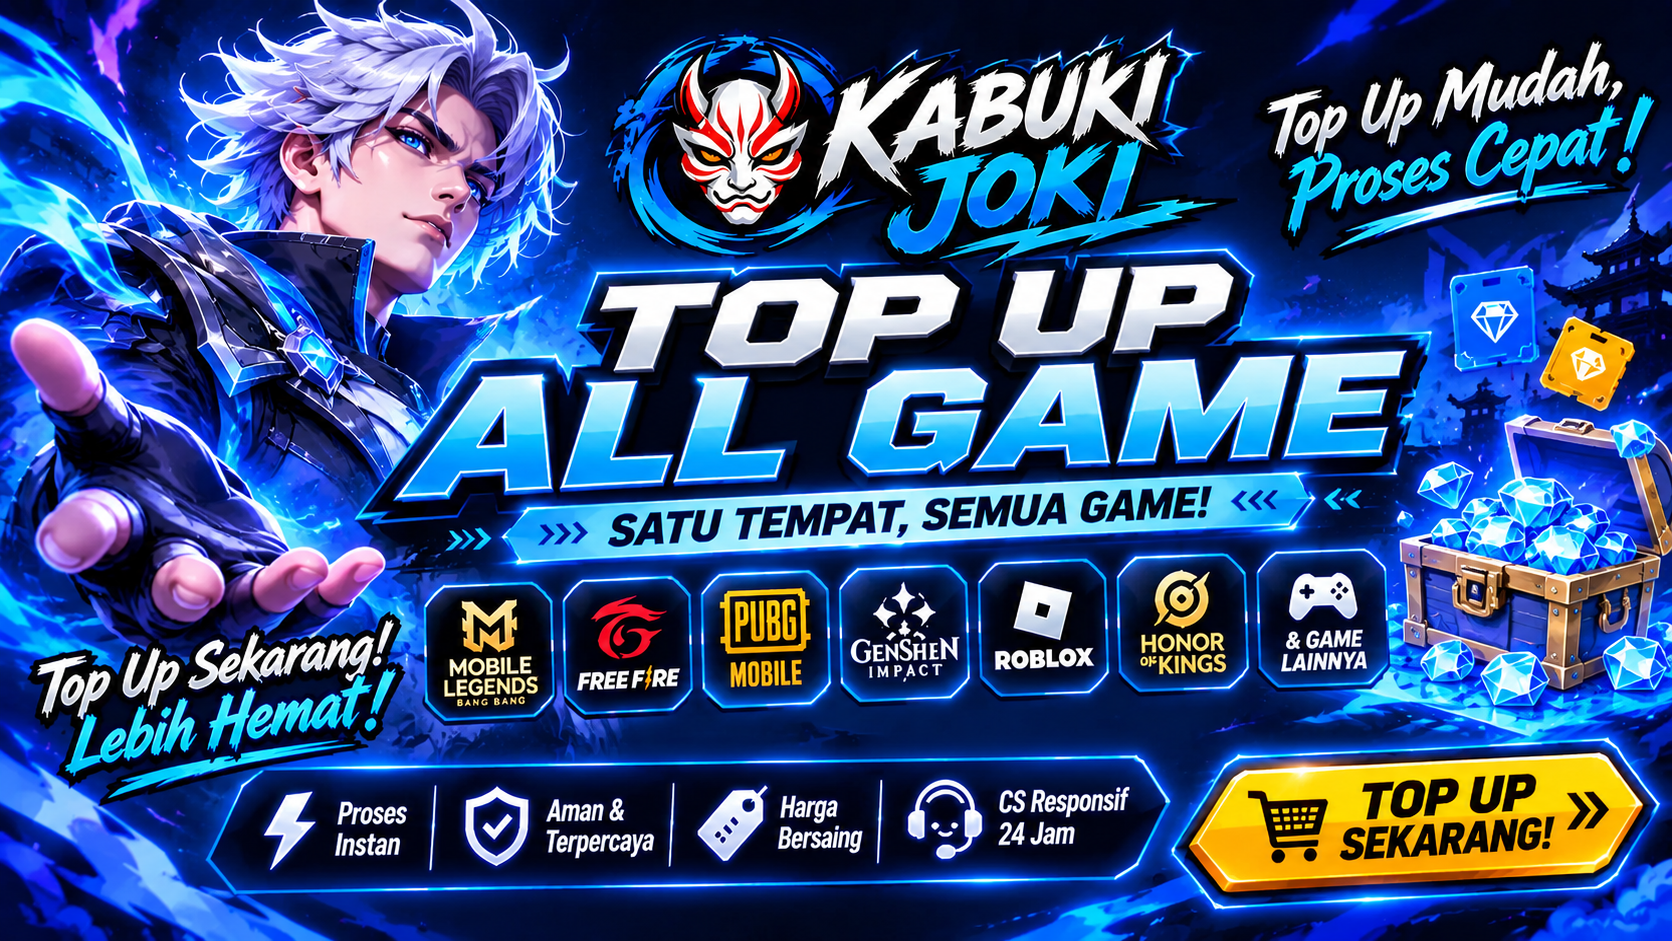 KABUKI
JOKI
Top Up Mudah,
Proses Cepat!
TOP UP
ALL GAME
SATU TEMPAT, SEMUA GAME!
Top Up Sekarang!
Lebih Hemat!
MOBILE
LEGENDS
BANG BANG
FREE FIRE
PUBG
MOBILE
GENSHEN
IMPACT
ROBLOX
HONOR
OF KINGS
& GAME
LAINNYA
Proses
Instan
Aman &
Terpercaya
Harga
Bersaing
CS Responsif
24 Jam
TOP UP
SEKARANG!